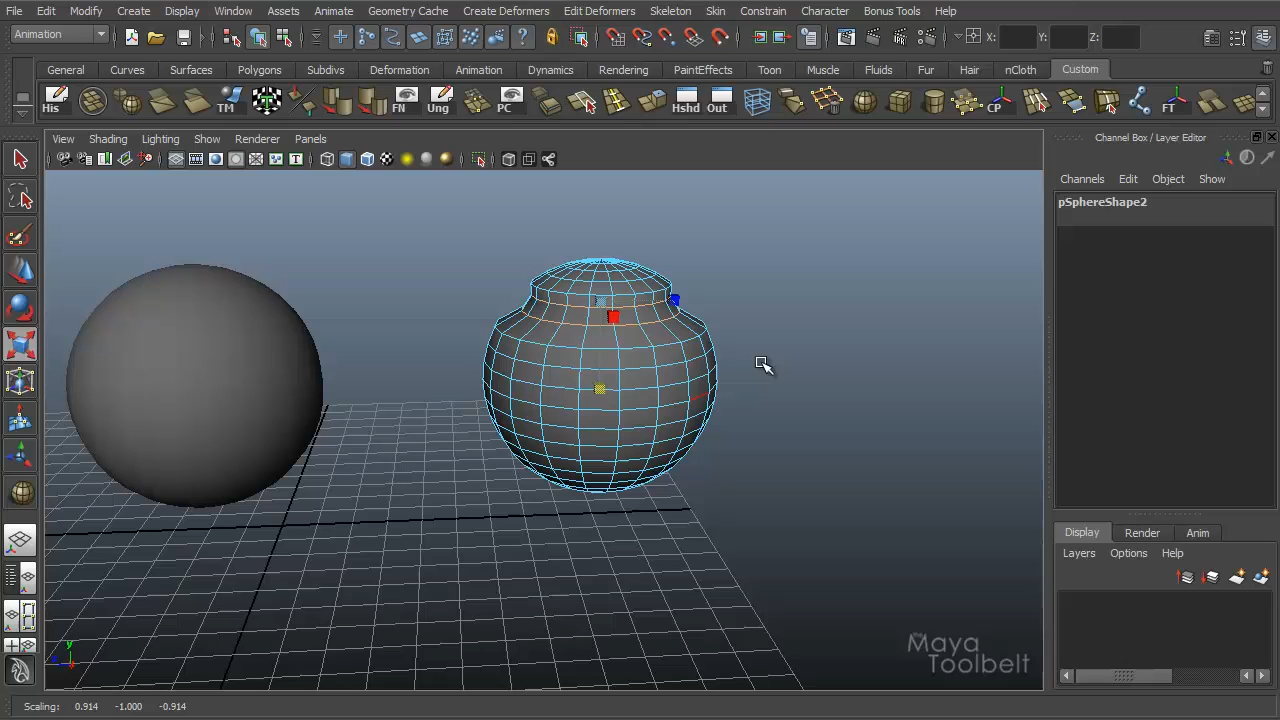 File Edit Modify Create Display Window Assets Animate Geometry Cache Create Deformers Edit Deformers Skeleton Skin Constrain Character Bonus Tools Help
Animation X: Y: Z:
General Curves Surfaces Polygons Subdivs Deformation Animation Dynamics Rendering PaintEffects Toon Muscle Fluids Fur Hair nCloth Custom
His TM FN Ung PC Hshd Out CP FT
View Shading Lighting Show Renderer Panels
Channel Box / Layer Editor
Channels Edit Object Show
pSphereShape2
Display Render Anim
Layers Options Help
y
The Maya
Toolbelt
Scaling: 0.914 -1.000 -0.914